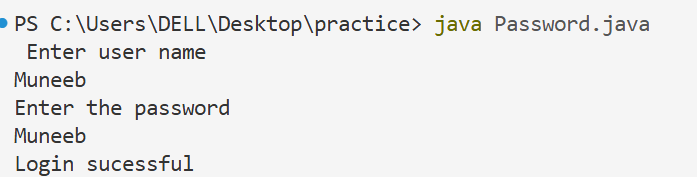 PS C:\Users\DELL\Desktop\practice> java Password.java
 Enter user name
Muneeb
Enter the password
Muneeb
Login sucessful